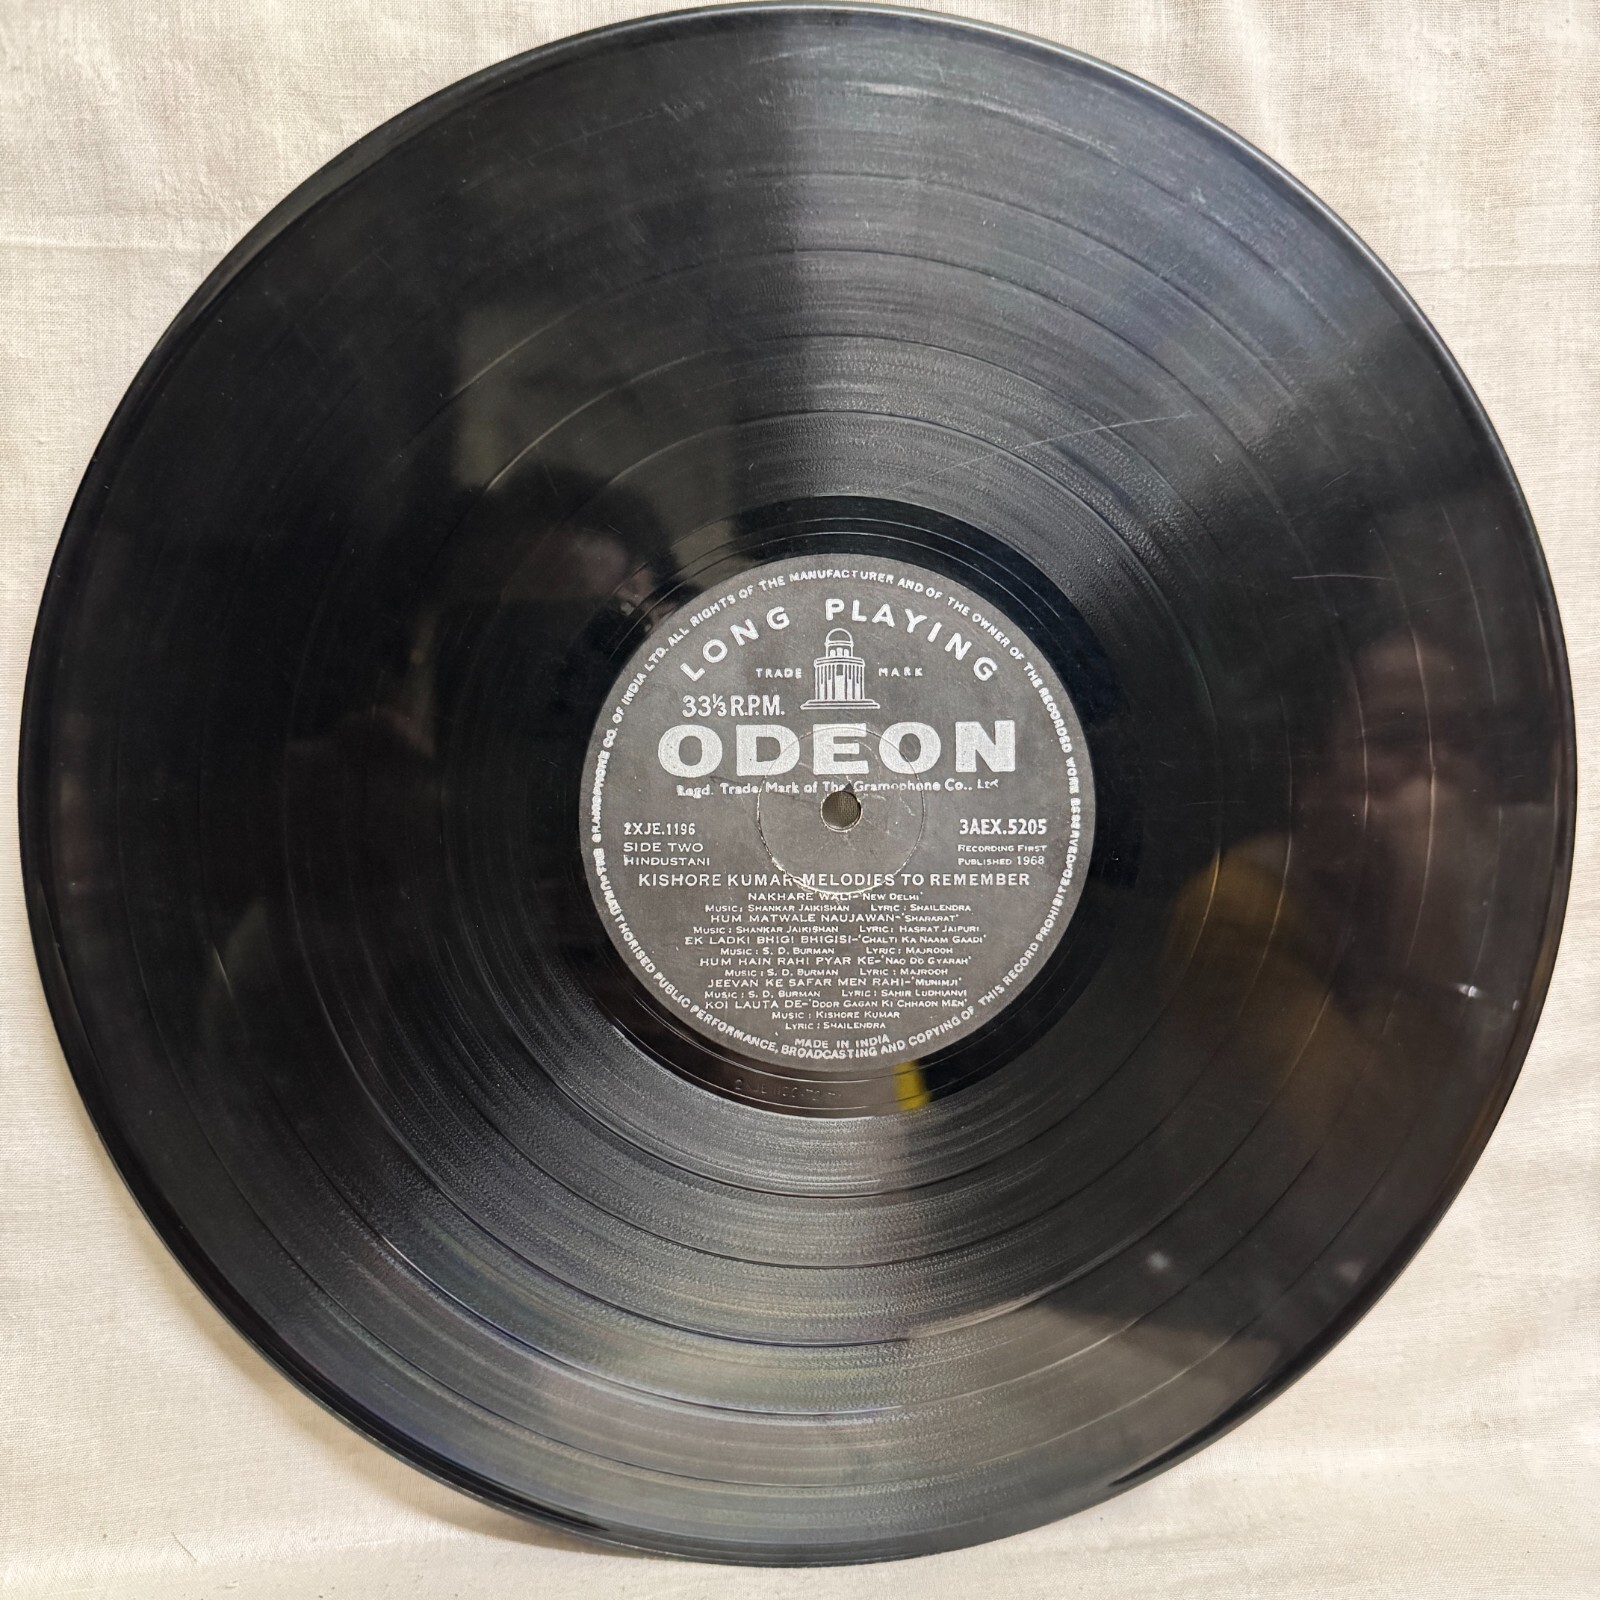 THE GRAMOPHONE CO. OF INDIA LTD. ALL RIGHTS OF THE MANUFACTURER AND OF THE OWNER OF THE RECORDED WORK RESERVED.
UNAUTHORISED PUBLIC PERFORMANCE, BROADCASTING AND COPYING OF THIS RECORD PROHIBITED
LONG PLAYING
TRADE MARK
33⅓ R.P.M.
ODEON
Regd. Trade Mark of The Gramophone Co., Ltd
2XJE.1196 3AEX.5205
SIDE TWO RECORDING FIRST
HINDUSTANI PUBLISHED 1968
KISHORE KUMAR-MELODIES TO REMEMBER
NAKHARE WALI-'NEW DELHI'
MUSIC: SHANKAR JAIKISHAN LYRIC: SHAILENDRA
HUM MATWALE NAUJAWAN-'SHARARAT'
MUSIC: SHANKAR JAIKISHAN LYRIC: HASRAT JAIPURI
EK LADKI BHIGI BHIGISI-'CHALTI KA NAAM GAADI'
MUSIC: S. D. BURMAN LYRIC: MAJROOH
HUM HAIN RAHI PYAR KE-'NAO DO GYARAH'
MUSIC: S. D. BURMAN LYRIC: MAJROOH
JEEVAN KE SAFAR MEN RAHI-'MUNIMJI'
MUSIC: S. D. BURMAN LYRIC: SAHIR LUDHIANVI
KOI LAUTA DE-'DOOR GAGAN KI CHHAON MEN'
MUSIC: KISHORE KUMAR
LYRIC: SHAILENDRA
MADE IN INDIA